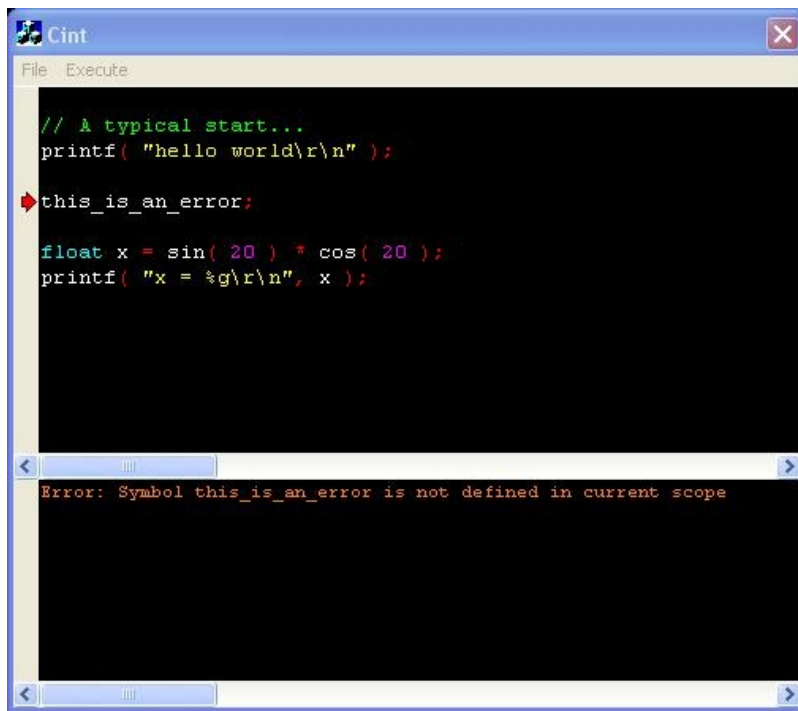 Cint
File Execute
// A typical start...
printf( "hello world\r\n" );
this_is_an_error;
float x = sin( 20 ) * cos( 20 );
printf( "x = %g\r\n", x );
Error: Symbol this_is_an_error is not defined in current scope